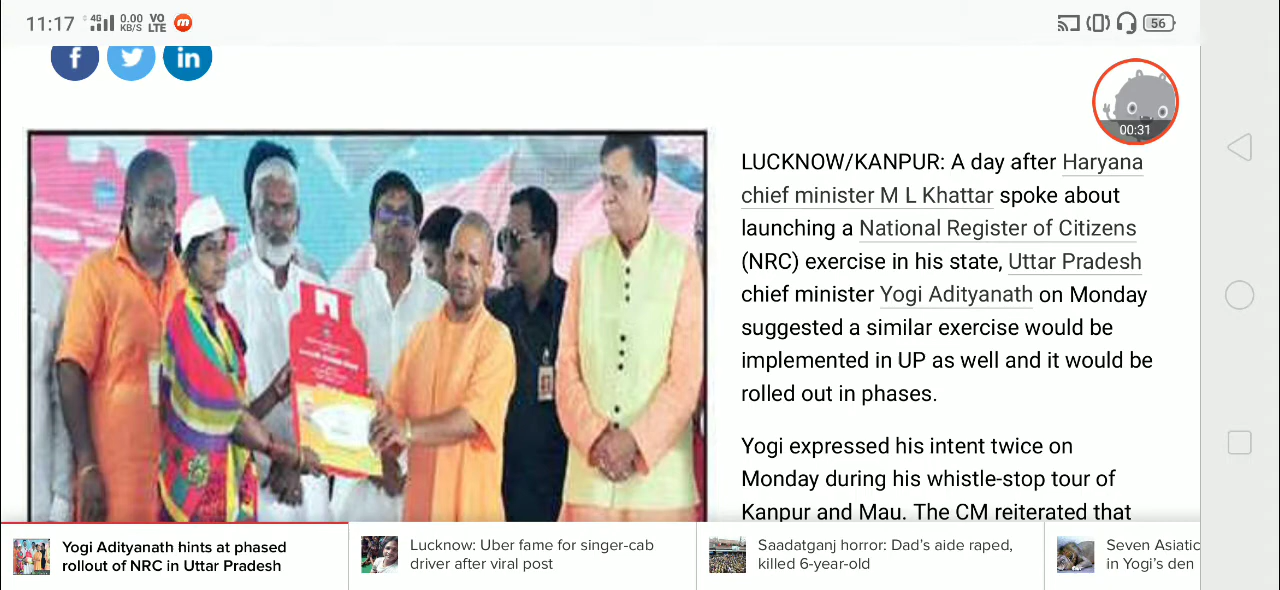 11:17 4G 0.00 KB/S VO LTE m 56
f in
00:31
LUCKNOW/KANPUR: A day after Haryana
chief minister M L Khattar spoke about
launching a National Register of Citizens
(NRC) exercise in his state, Uttar Pradesh
chief minister Yogi Adityanath on Monday
suggested a similar exercise would be
implemented in UP as well and it would be
rolled out in phases.
Yogi expressed his intent twice on
Monday during his whistle-stop tour of
Kanpur and Mau. The CM reiterated that
Yogi Adityanath hints at phased
rollout of NRC in Uttar Pradesh
Lucknow: Uber fame for singer-cab
driver after viral post
Saadatganj horror: Dad's aide raped,
killed 6-year-old
Seven Asiatic
in Yogi's den